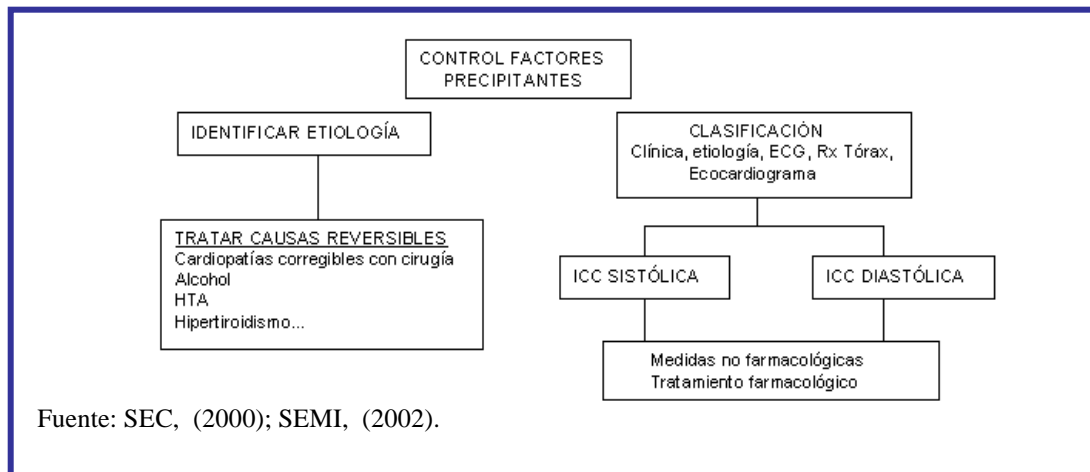 CONTROL FACTORES
PRECIPITANTES
IDENTIFICAR ETIOLOGÍA
CLASIFICACIÓN
Clínica, etiología, ECG, Rx Tórax,
Ecocardiograma
TRATAR CAUSAS REVERSIBLES
Cardiopatías corregibles con cirugía
Alcohol
HTA
Hipertiroidismo...
ICC SISTÓLICA
ICC DIASTÓLICA
Medidas no farmacológicas
Tratamiento farmacológico
Fuente: SEC, (2000); SEMI, (2002).